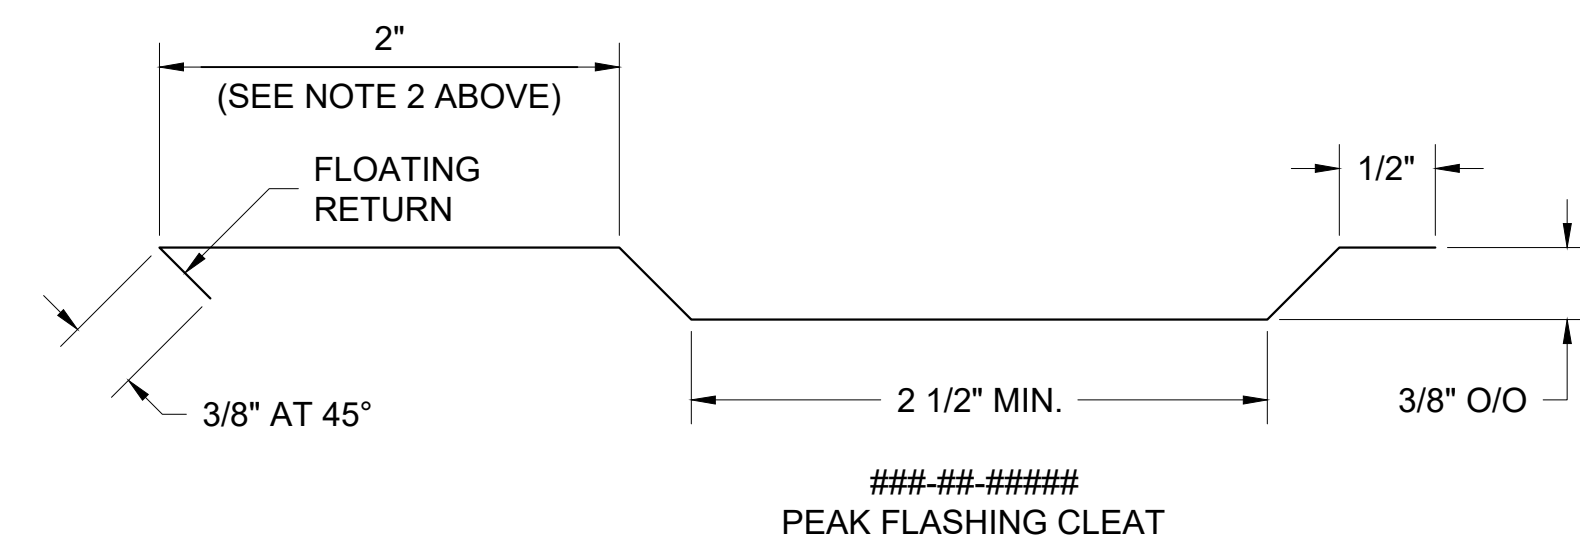 2"
(SEE NOTE 2 ABOVE)
FLOATING
RETURN
1/2"
3/8" AT 45°
2 1/2" MIN.
3/8" O/O
###-##-#####
PEAK FLASHING CLEAT